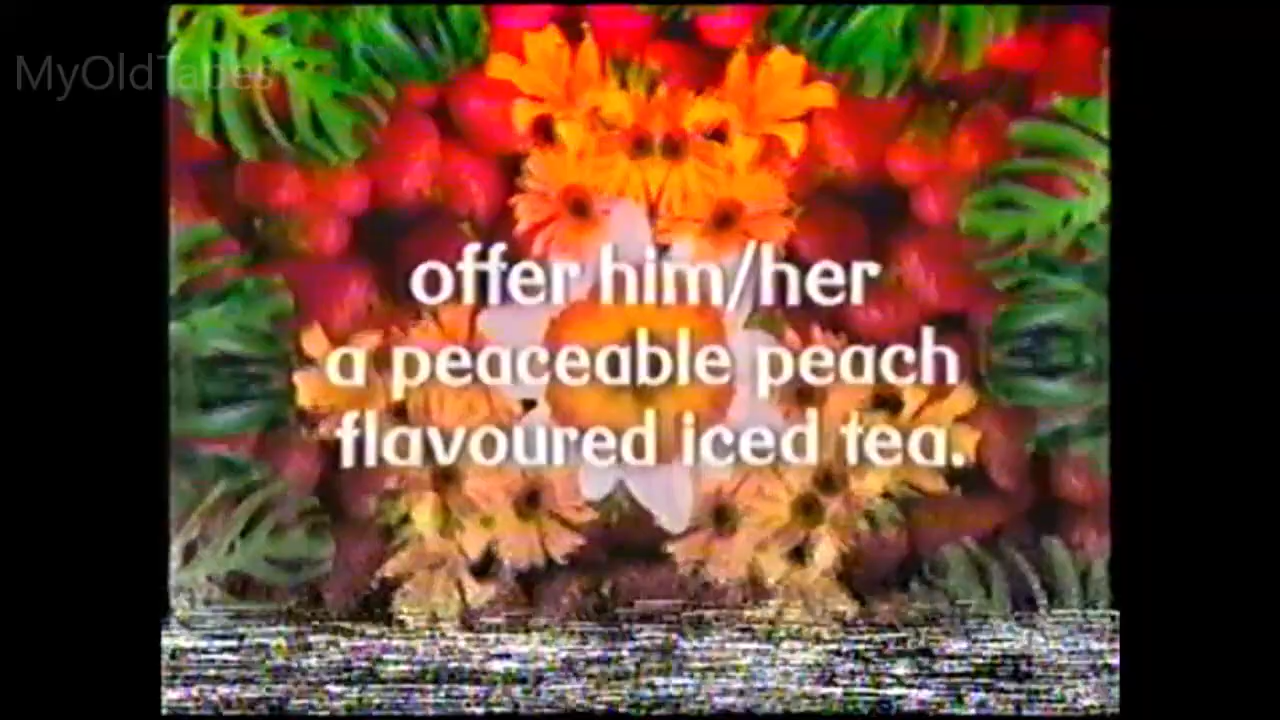 MyOldTapes
offer him/her
a peaceable peach
flavoured iced tea.